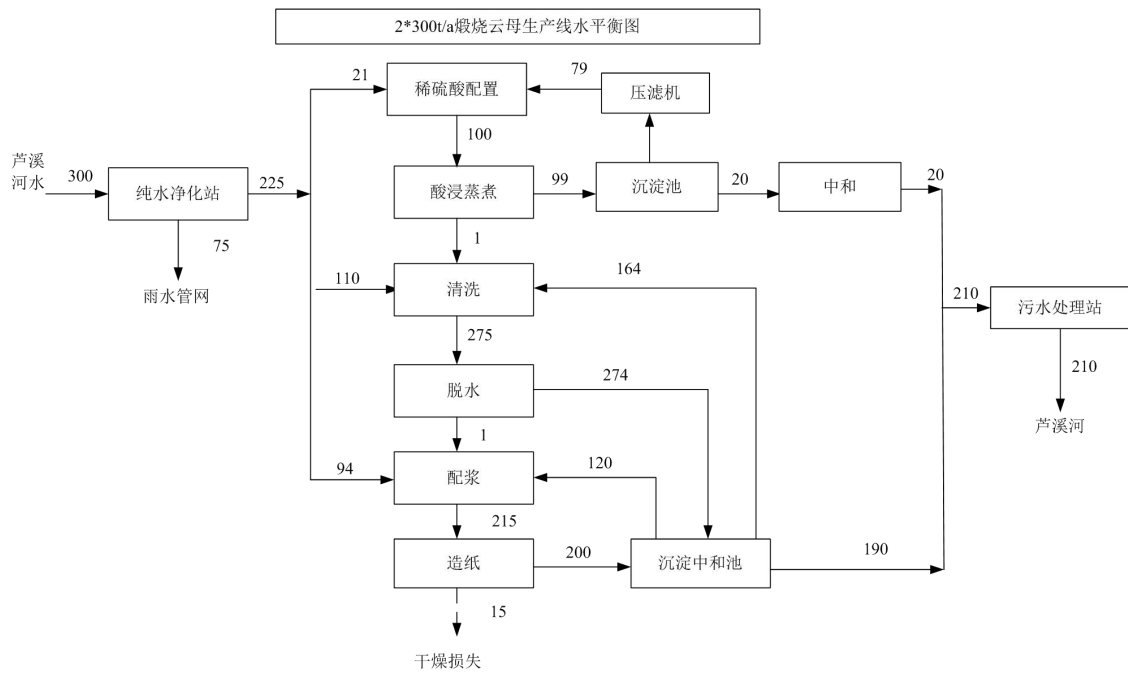 2*300t/a煅烧云母生产线水平衡图
21
稀硫酸配置
79
压滤机
100
芦溪
河水
300
纯水净化站
225
酸浸蒸煮
99
沉淀池
20
中和
20
75
1
雨水管网
110
清洗
164
210
污水处理站
275
210
脱水
274
芦溪河
1
94
配浆
120
215
造纸
200
沉淀中和池
190
15
干燥损失